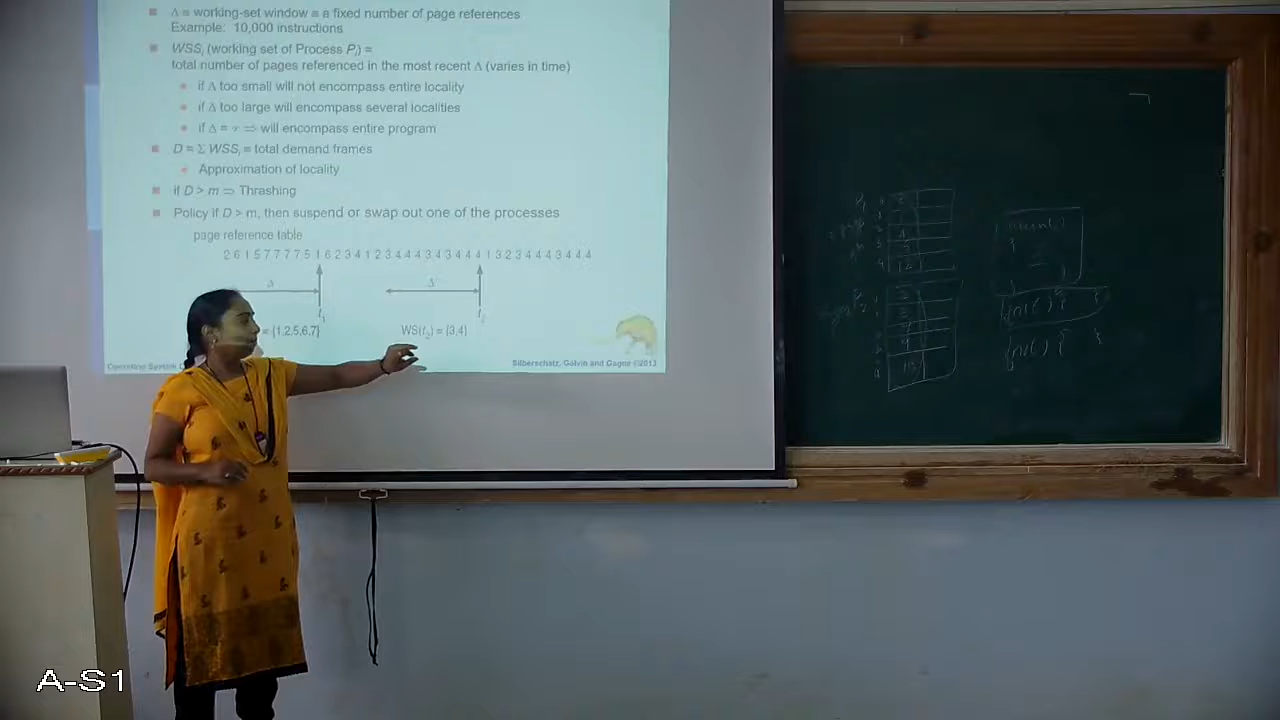 Δ ≡ working-set window ≡ a fixed number of page references
Example: 10,000 instructions
WSSi (working set of Process Pi) =
total number of pages referenced in the most recent Δ (varies in time)
if Δ too small will not encompass entire locality
if Δ too large will encompass several localities
if Δ = ∞ ⇒ will encompass entire program
D = Σ WSSi ≡ total demand frames
Approximation of locality
if D > m ⇒ Thrashing
Policy if D > m, then suspend or swap out one of the processes
page reference table
2 6 1 5 7 7 7 7 5 1 6 2 3 4 1 2 3 4 4 4 3 4 3 4 4 4 1 3 2 3 4 4 4 3 4 4 4
Δ Δ
t1 t2
= {1,2,5,6,7} WS(t2) = {3,4}
Operating System Silberschatz, Galvin and Gagne ©2013
main()
fn1( ) { }
A-S1